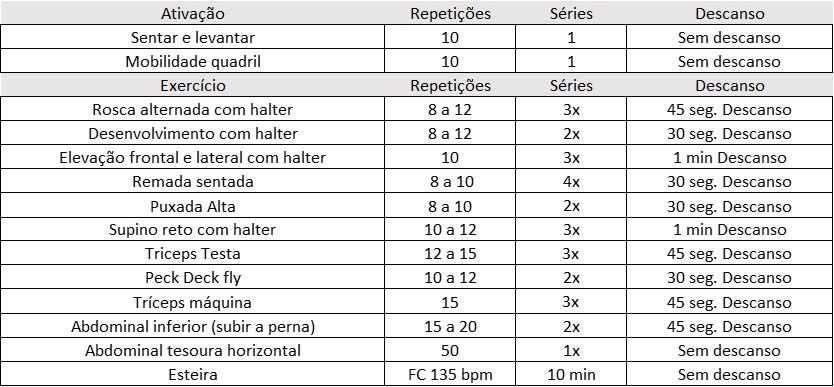 Ativação Repetições Séries Descanso
Sentar e levantar 10 1 Sem descanso
Mobilidade quadril 10 1 Sem descanso
Exercício Repetições Séries Descanso
Rosca alternada com halter 8 a 12 3x 45 seg. Descanso
Desenvolvimento com halter 8 a 12 2x 30 seg. Descanso
Elevação frontal e lateral com halter 10 3x 1 min Descanso
Remada sentada 8 a 10 4x 30 seg. Descanso
Puxada Alta 8 a 10 2x 30 seg. Descanso
Supino reto com halter 10 a 12 3x 1 min Descanso
Triceps Testa 12 a 15 3x 45 seg. Descanso
Peck Deck fly 10 a 12 2x 30 seg. Descanso
Tríceps máquina 15 3x 45 seg. Descanso
Abdominal inferior (subir a perna) 15 a 20 2x 45 seg. Descanso
Abdominal tesoura horizontal 50 1x Sem descanso
Esteira FC 135 bpm 10 min Sem descanso